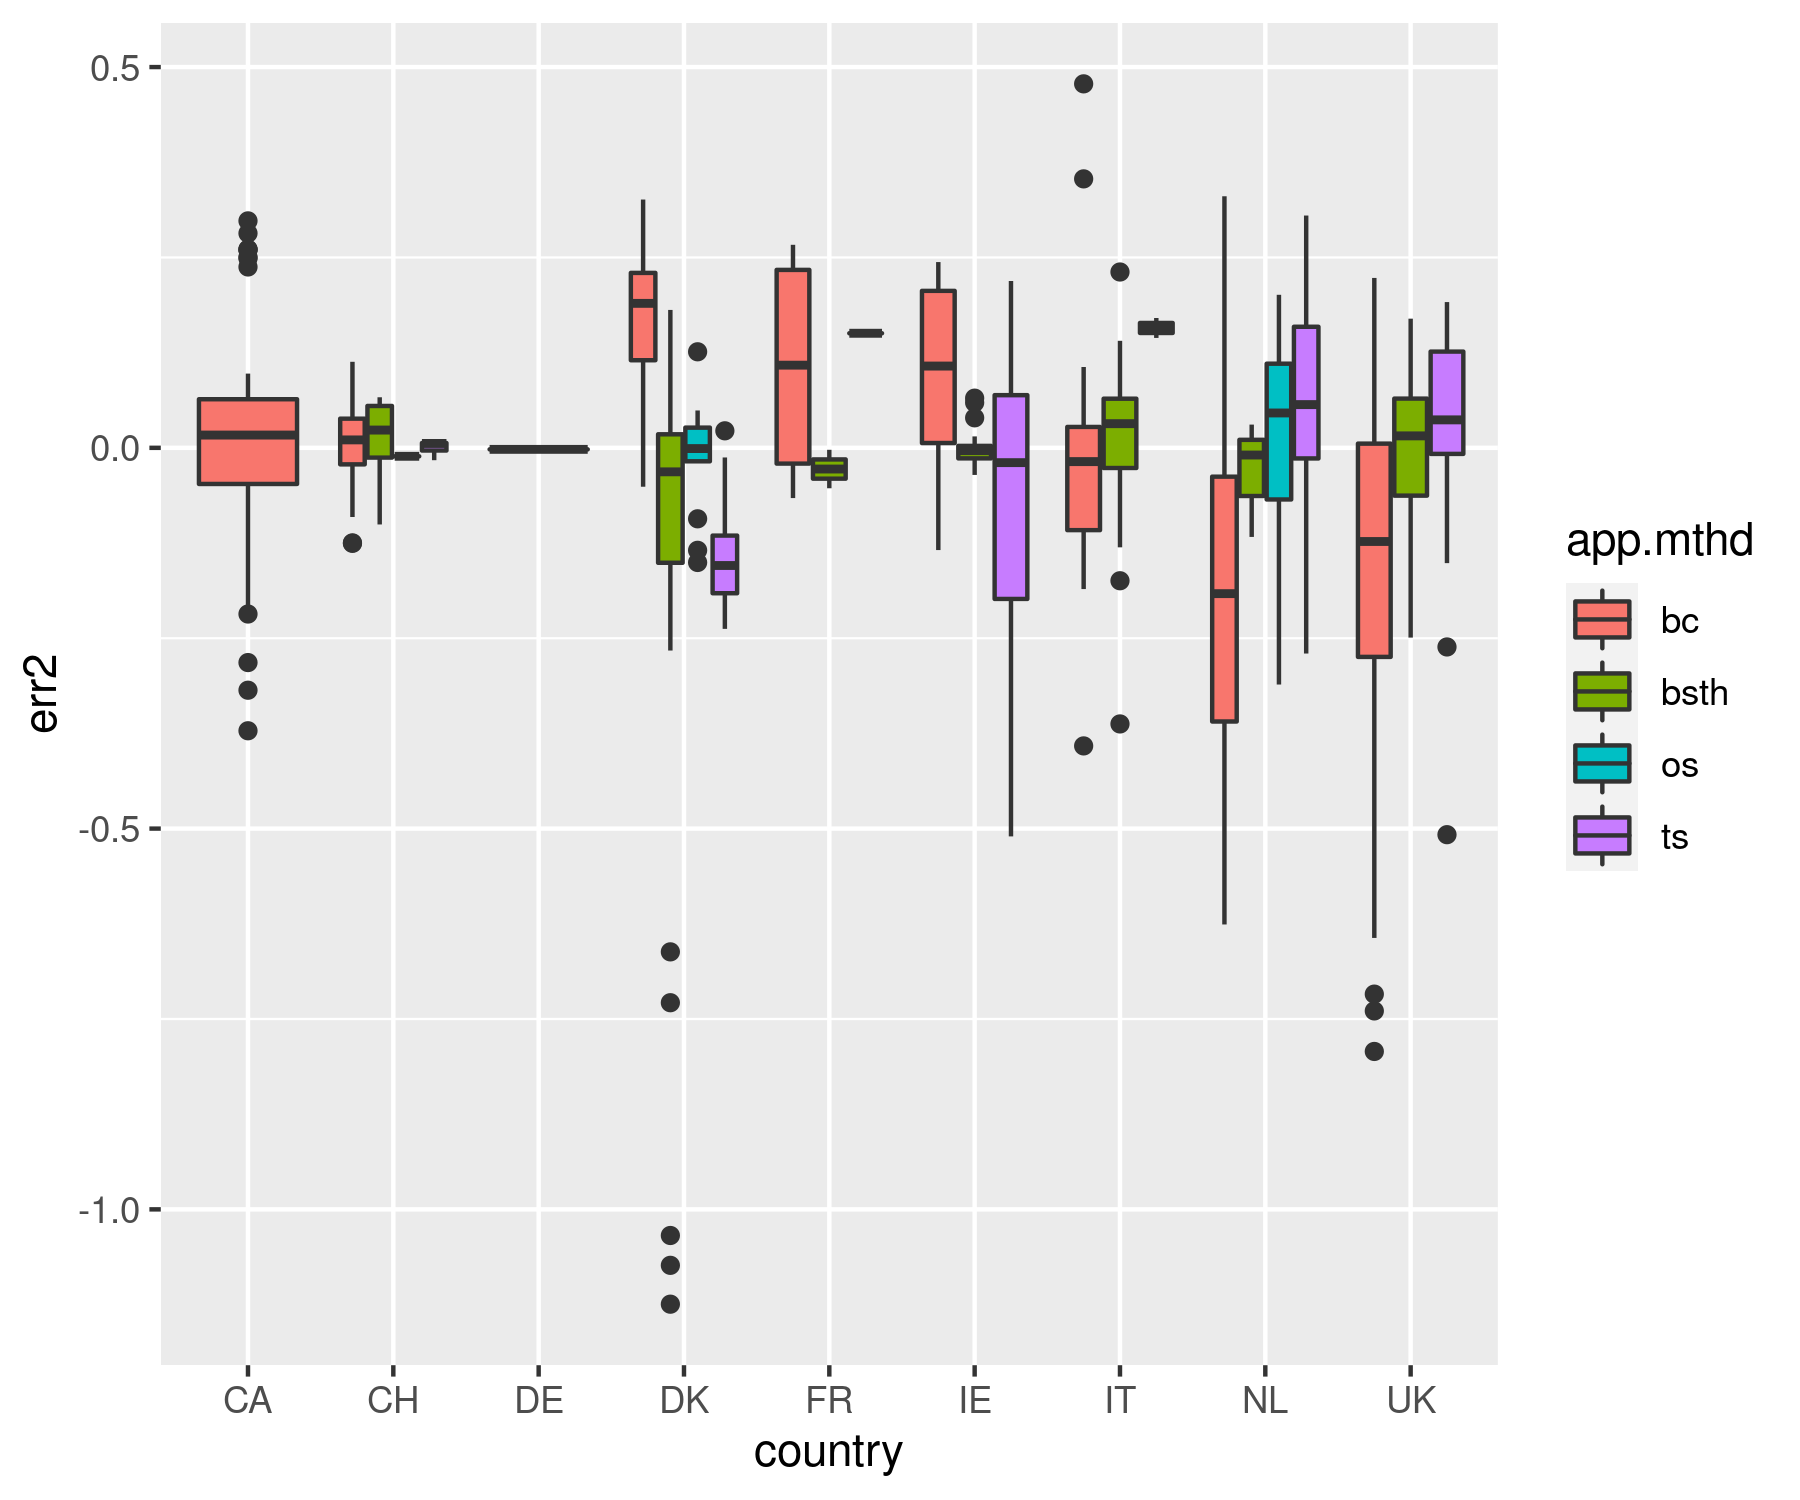 0.5
0.0
-0.5
-1.0
err2
CA CH DE DK FR IE IT NL UK
country
app.mthd
bc
bsth
os
ts